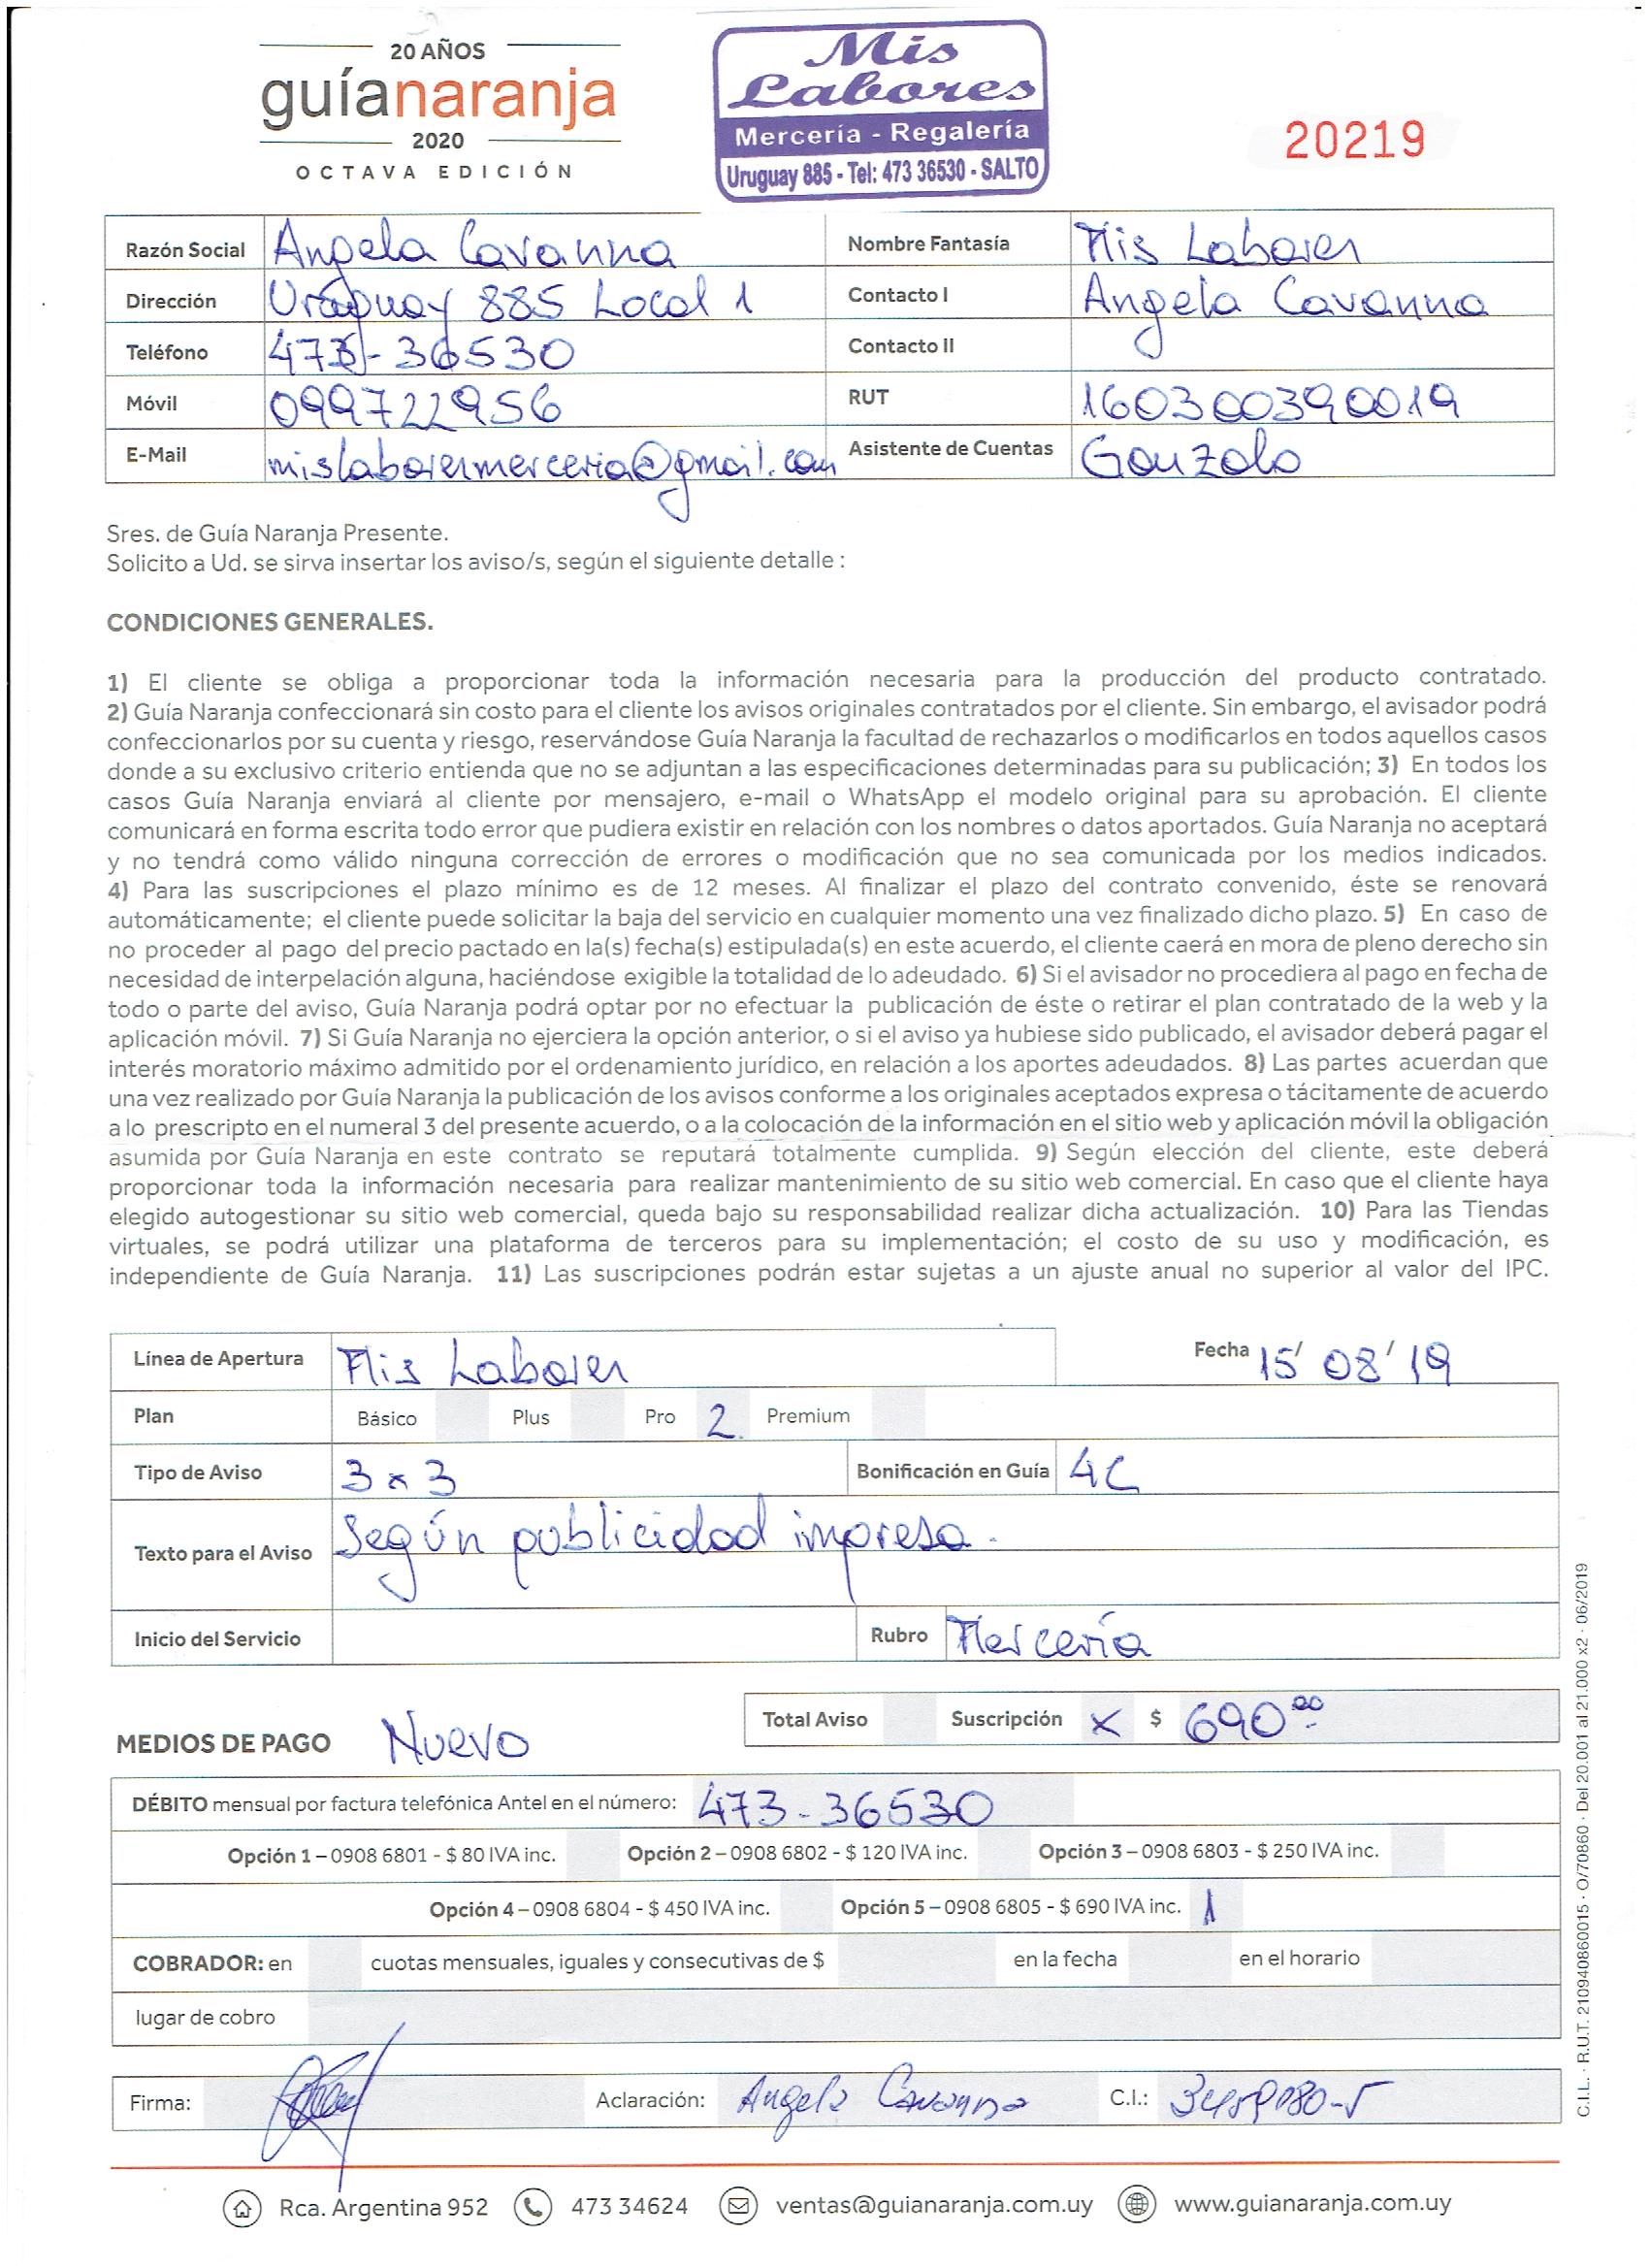 20 AÑOS
guíanaranja
2020
OCTAVA EDICIÓN
Mis
Labores
Mercería - Regalería
Uruguay 885 - Tel: 473 36530 - SALTO
20219
Razón Social Angela Cavanna Nombre Fantasía Mis Labores
Dirección Uruguay 885 Local 1 Contacto I Angela Cavanna
Teléfono 473-36530 Contacto II
Móvil 099722956 RUT 160300390019
E-Mail mislaboresmerceria@gmail.com Asistente de Cuentas Gonzalo
Sres. de Guía Naranja Presente.
Solicito a Ud. se sirva insertar los aviso/s, según el siguiente detalle :
CONDICIONES GENERALES.
1) El cliente se obliga a proporcionar toda la información necesaria para la producción del producto contratado.
2) Guía Naranja confeccionará sin costo para el cliente los avisos originales contratados por el cliente. Sin embargo, el avisador podrá
confeccionarlos por su cuenta y riesgo, reservándose Guía Naranja la facultad de rechazarlos o modificarlos en todos aquellos casos
donde a su exclusivo criterio entienda que no se adjuntan a las especificaciones determinadas para su publicación; 3) En todos los
casos Guía Naranja enviará al cliente por mensajero, e-mail o WhatsApp el modelo original para su aprobación. El cliente
comunicará en forma escrita todo error que pudiera existir en relación con los nombres o datos aportados. Guía Naranja no aceptará
y no tendrá como válido ninguna corrección de errores o modificación que no sea comunicada por los medios indicados.
4) Para las suscripciones el plazo mínimo es de 12 meses. Al finalizar el plazo del contrato convenido, éste se renovará
automáticamente; el cliente puede solicitar la baja del servicio en cualquier momento una vez finalizado dicho plazo. 5) En caso de
no proceder al pago del precio pactado en la(s) fecha(s) estipulada(s) en este acuerdo, el cliente caerá en mora de pleno derecho sin
necesidad de interpelación alguna, haciéndose exigible la totalidad de lo adeudado. 6) Si el avisador no procediera al pago en fecha de
todo o parte del aviso, Guía Naranja podrá optar por no efectuar la publicación de éste o retirar el plan contratado de la web y la
aplicación móvil. 7) Si Guía Naranja no ejerciera la opción anterior, o si el aviso ya hubiese sido publicado, el avisador deberá pagar el
interés moratorio máximo admitido por el ordenamiento jurídico, en relación a los aportes adeudados. 8) Las partes acuerdan que
una vez realizado por Guía Naranja la publicación de los avisos conforme a los originales aceptados expresa o tácitamente de acuerdo
a lo prescripto en el numeral 3 del presente acuerdo, o a la colocación de la información en el sitio web y aplicación móvil la obligación
asumida por Guía Naranja en este contrato se reputará totalmente cumplida. 9) Según elección del cliente, este deberá
proporcionar toda la información necesaria para realizar mantenimiento de su sitio web comercial. En caso que el cliente haya
elegido autogestionar su sitio web comercial, queda bajo su responsabilidad realizar dicha actualización. 10) Para las Tiendas
virtuales, se podrá utilizar una plataforma de terceros para su implementación; el costo de su uso y modificación, es
independiente de Guía Naranja. 11) Las suscripciones podrán estar sujetas a un ajuste anual no superior al valor del IPC.
Línea de Apertura Mis Labores Fecha 15/ 08 / 19
Plan Básico Plus Pro 2 Premium
Tipo de Aviso 3x3 Bonificación en Guía 4C
Texto para el Aviso Según publicidad impresa.
Inicio del Servicio Rubro Mercería
Total Aviso Suscripción x $ 690.00
MEDIOS DE PAGO Nuevo
DÉBITO mensual por factura telefónica Antel en el número: 473-36530
Opción 1 – 0908 6801 - $ 80 IVA inc. Opción 2 – 0908 6802 - $ 120 IVA inc. Opción 3 – 0908 6803 - $ 250 IVA inc.
Opción 4 – 0908 6804 - $ 450 IVA inc. Opción 5 – 0908 6805 - $ 690 IVA inc. 1
COBRADOR: en cuotas mensuales, iguales y consecutivas de $ en la fecha en el horario
lugar de cobro
Firma: Aclaración: Angela Cavanna C.I.: 3459180-5
Rca. Argentina 952 473 34624 ventas@guianaranja.com.uy www.guianaranja.com.uy
C.I.L. · R.U.T. 210940860015 · O/70860 · Del 20.001 al 21.000 x2 · 06/2019